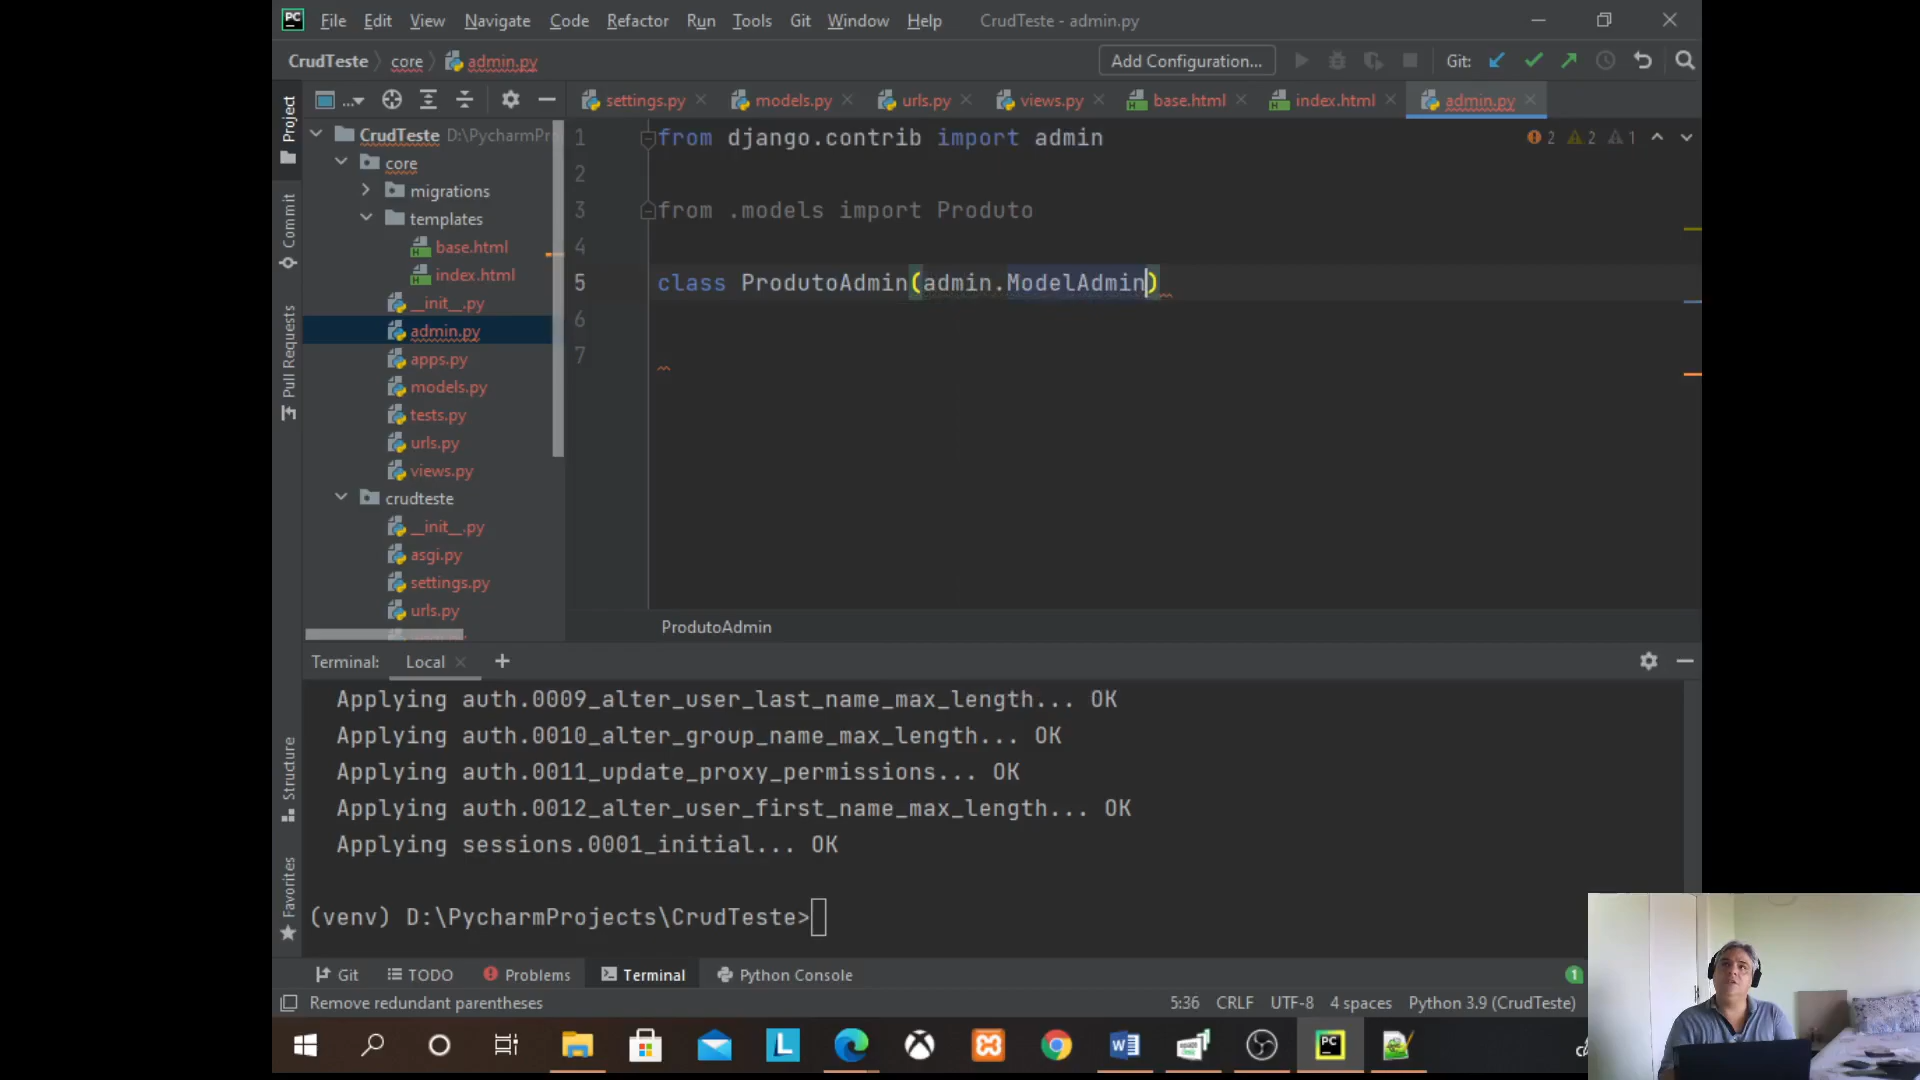 PC File Edit View Navigate Code Refactor Run Tools Git Window Help CrudTeste - admin.py
CrudTeste core admin.py Add Configuration... Git:
Project
...
settings.py models.py urls.py views.py base.html index.html admin.py
CrudTeste D:\PycharmPr
core
migrations
templates
base.html
index.html
__init__.py
admin.py
apps.py
models.py
tests.py
urls.py
views.py
crudteste
__init__.py
asgi.py
settings.py
urls.py
Commit
Pull Requests
Structure
Favorites
1 from django.contrib import admin
2
3 from .models import Produto
4
5 class ProdutoAdmin(admin.ModelAdmin)
6
7
2 2 1
ProdutoAdmin
Terminal: Local +
Applying auth.0009_alter_user_last_name_max_length... OK
Applying auth.0010_alter_group_name_max_length... OK
Applying auth.0011_update_proxy_permissions... OK
Applying auth.0012_alter_user_first_name_max_length... OK
Applying sessions.0001_initial... OK
(venv) D:\PycharmProjects\CrudTeste>
Git TODO Problems Terminal Python Console 1
Remove redundant parentheses 5:36 CRLF UTF-8 4 spaces Python 3.9 (CrudTeste)
L W PC